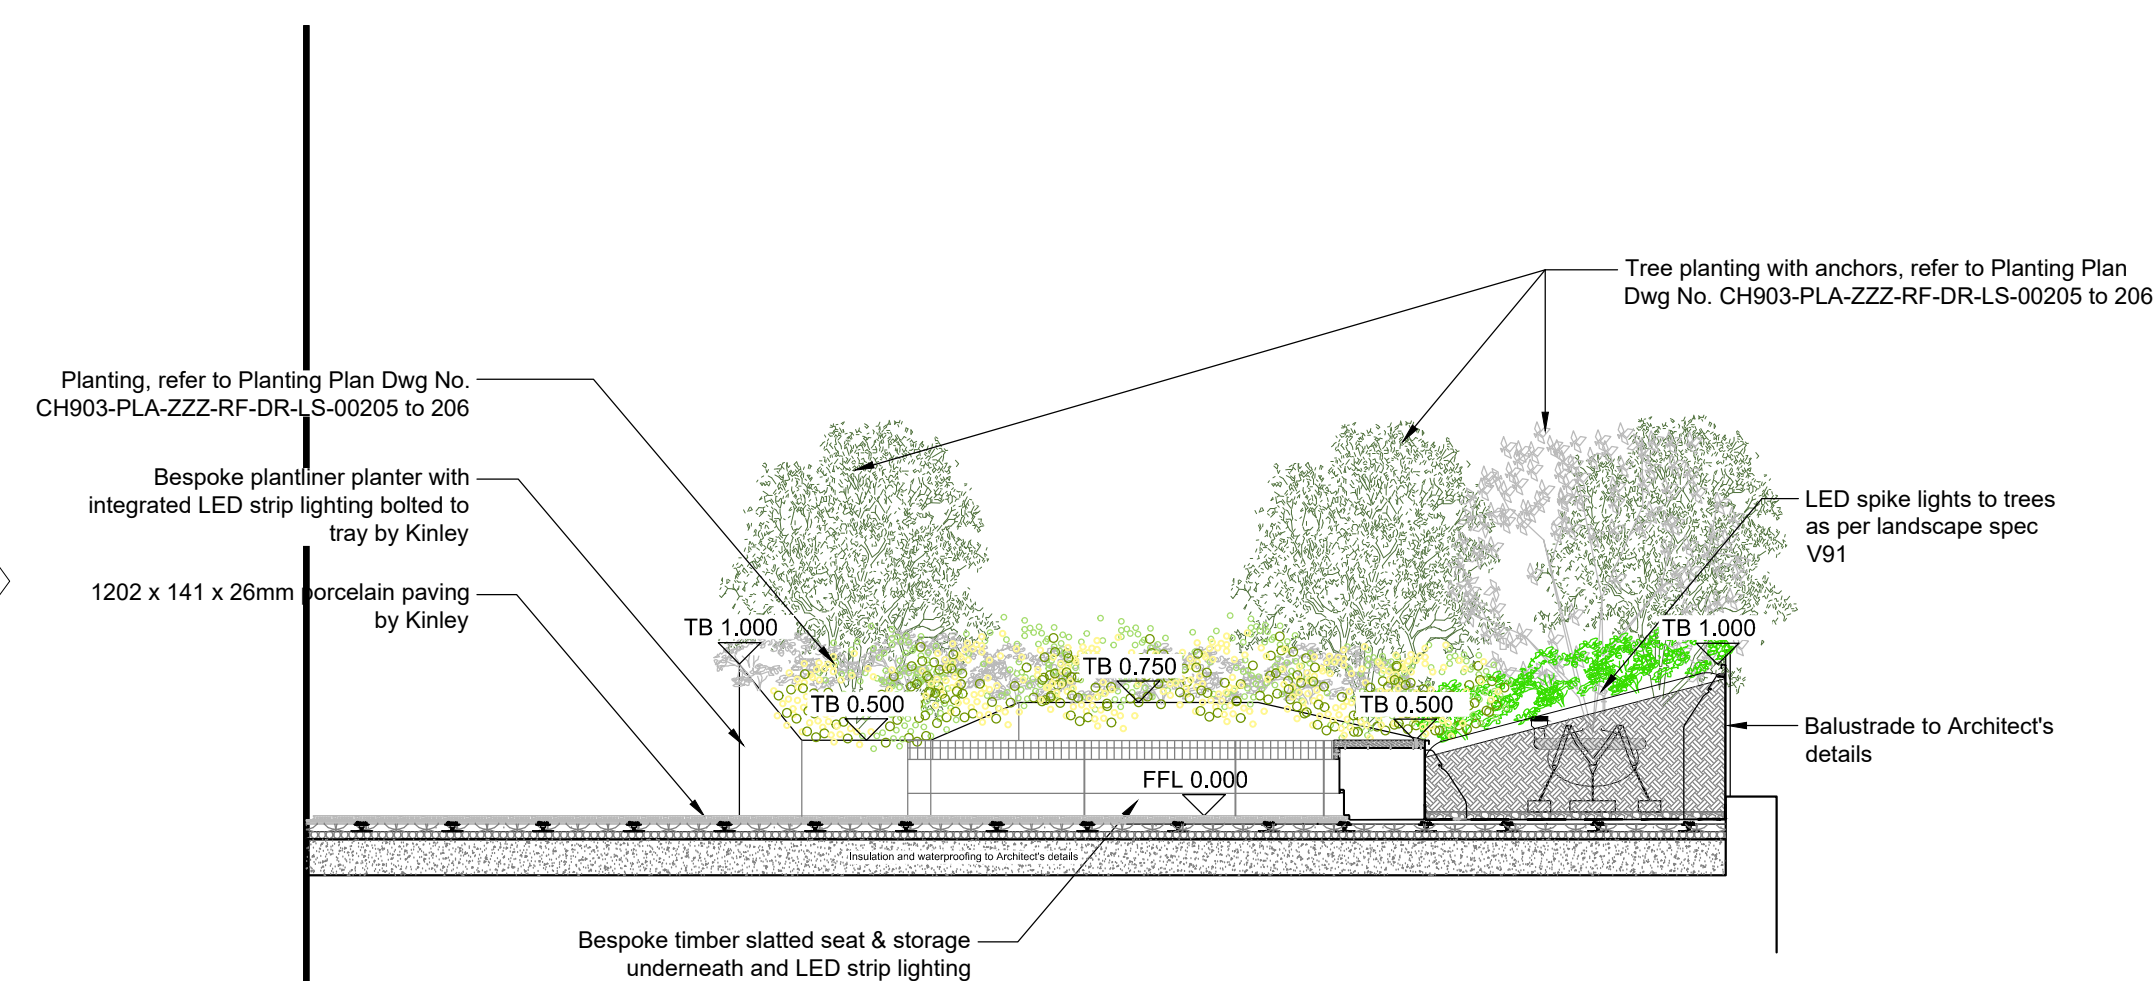 Tree planting with anchors, refer to Planting Plan
Dwg No. CH903-PLA-ZZZ-RF-DR-LS-00205 to 206
Planting, refer to Planting Plan Dwg No.
CH903-PLA-ZZZ-RF-DR-LS-00205 to 206
Bespoke plantliner planter with
integrated LED strip lighting bolted to
tray by Kinley
LED spike lights to trees
as per landscape spec
V91
1202 x 141 x 26mm porcelain paving
by Kinley
TB 1.000
TB 1.000
TB 0.750
TB 0.500
TB 0.500
Balustrade to Architect's
details
FFL 0.000
Insulation and waterproofing to Architect's details
Bespoke timber slatted seat & storage
underneath and LED strip lighting